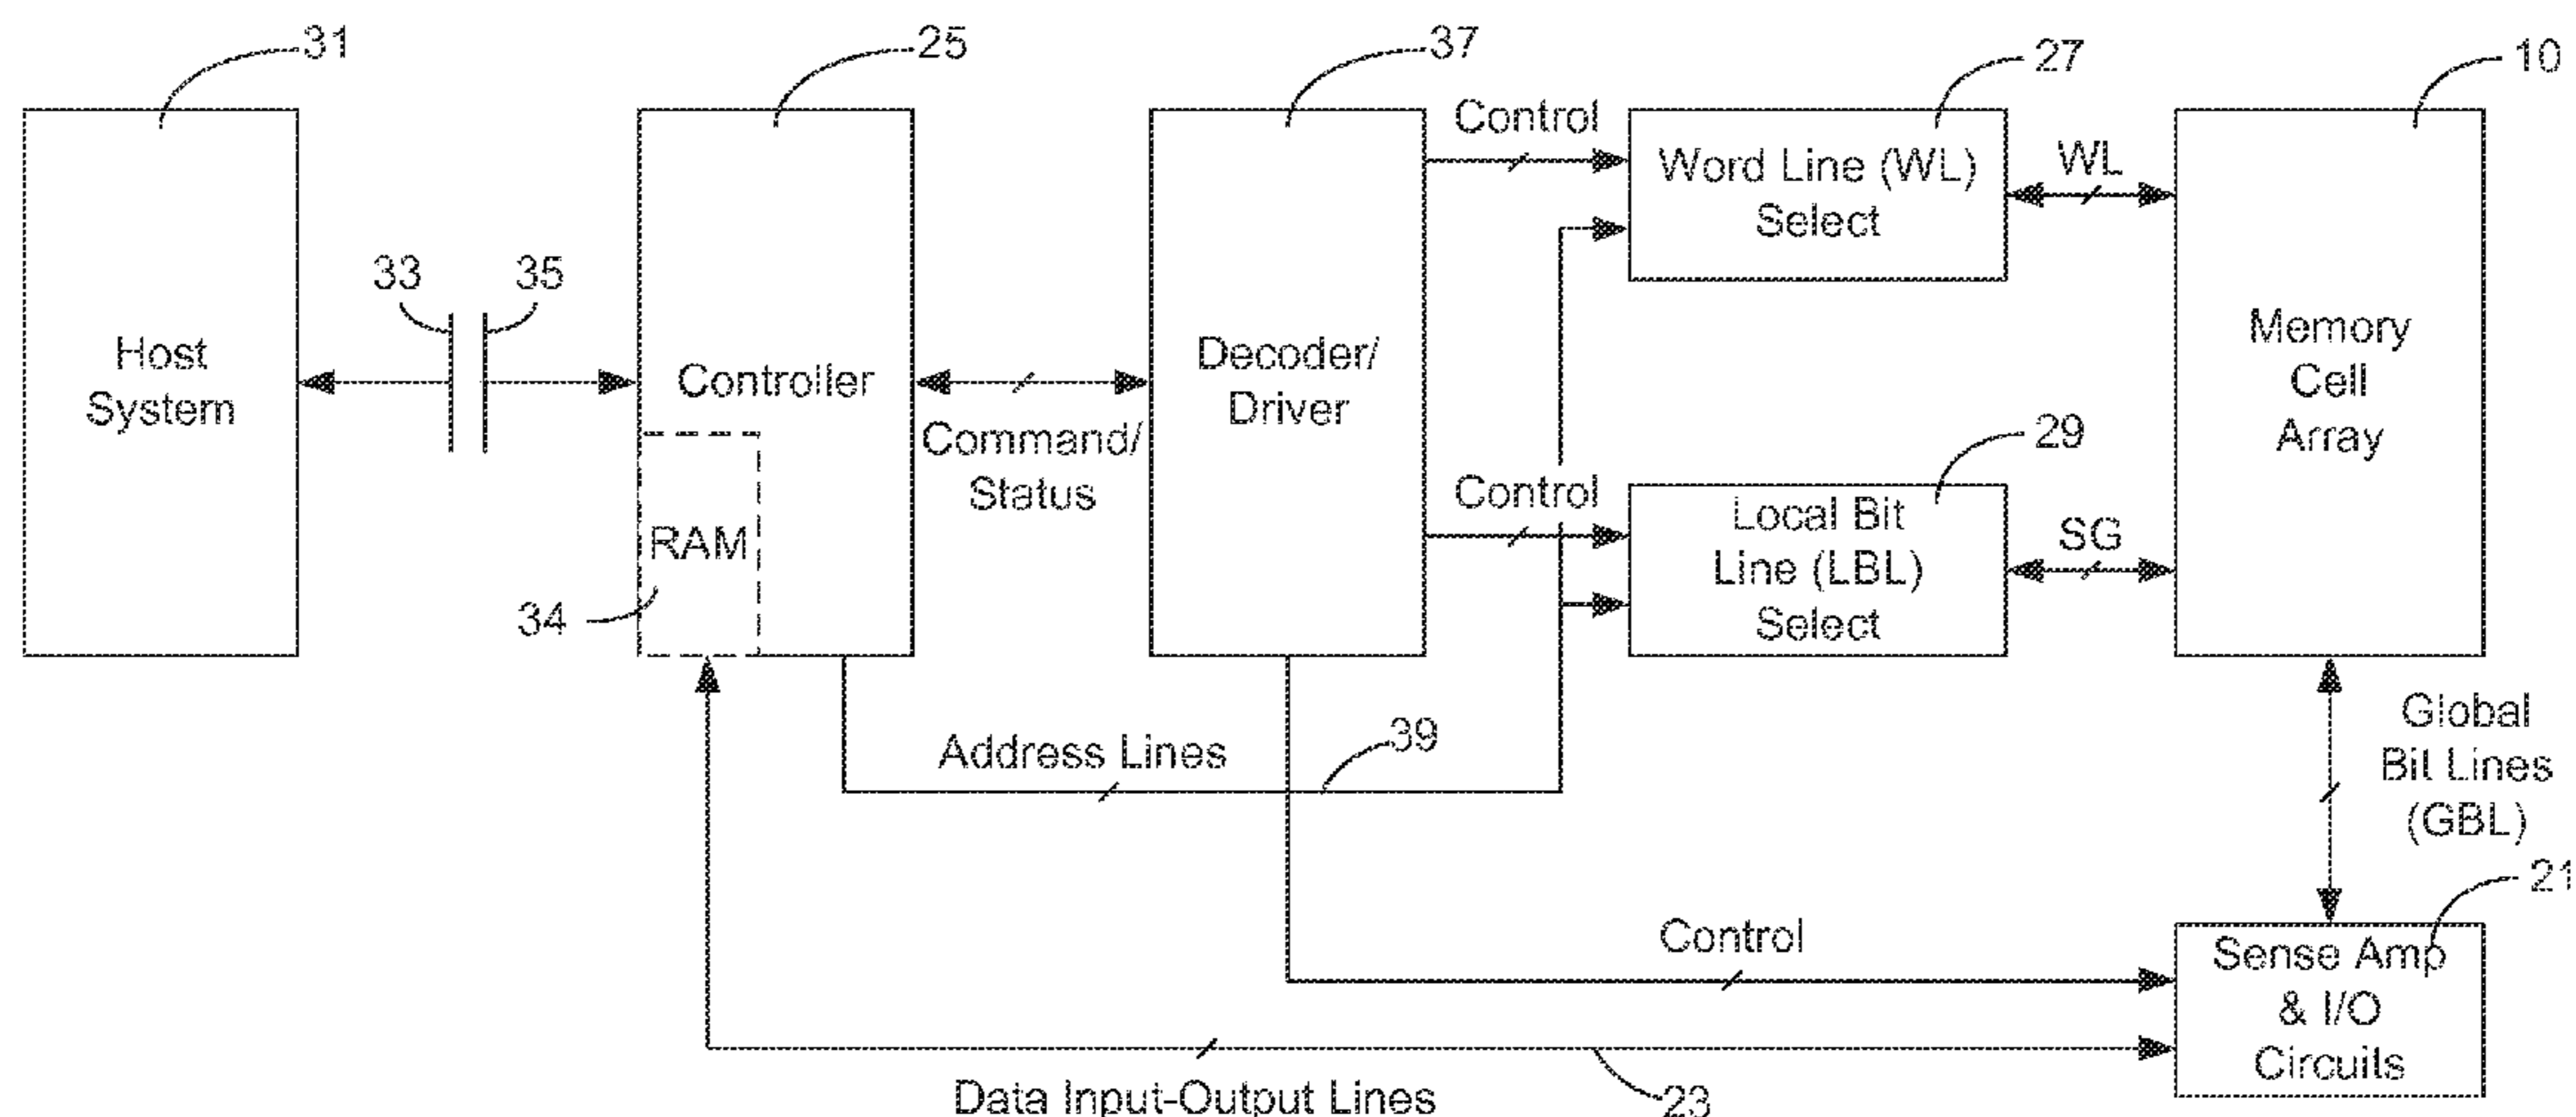 31
25
37
27
10
Control
Word Line (WL)
Select
WL
33
35
Host
System
Controller
Command/
Status
Decoder/
Driver
Memory
Cell
Array
Control
29
Local Bit
Line (LBL)
Select
SG
RAM
34
Address Lines
39
Global
Bit Lines
(GBL)
21
Control
Sense Amp
& I/O
Circuits
Data Input-Output Lines
23